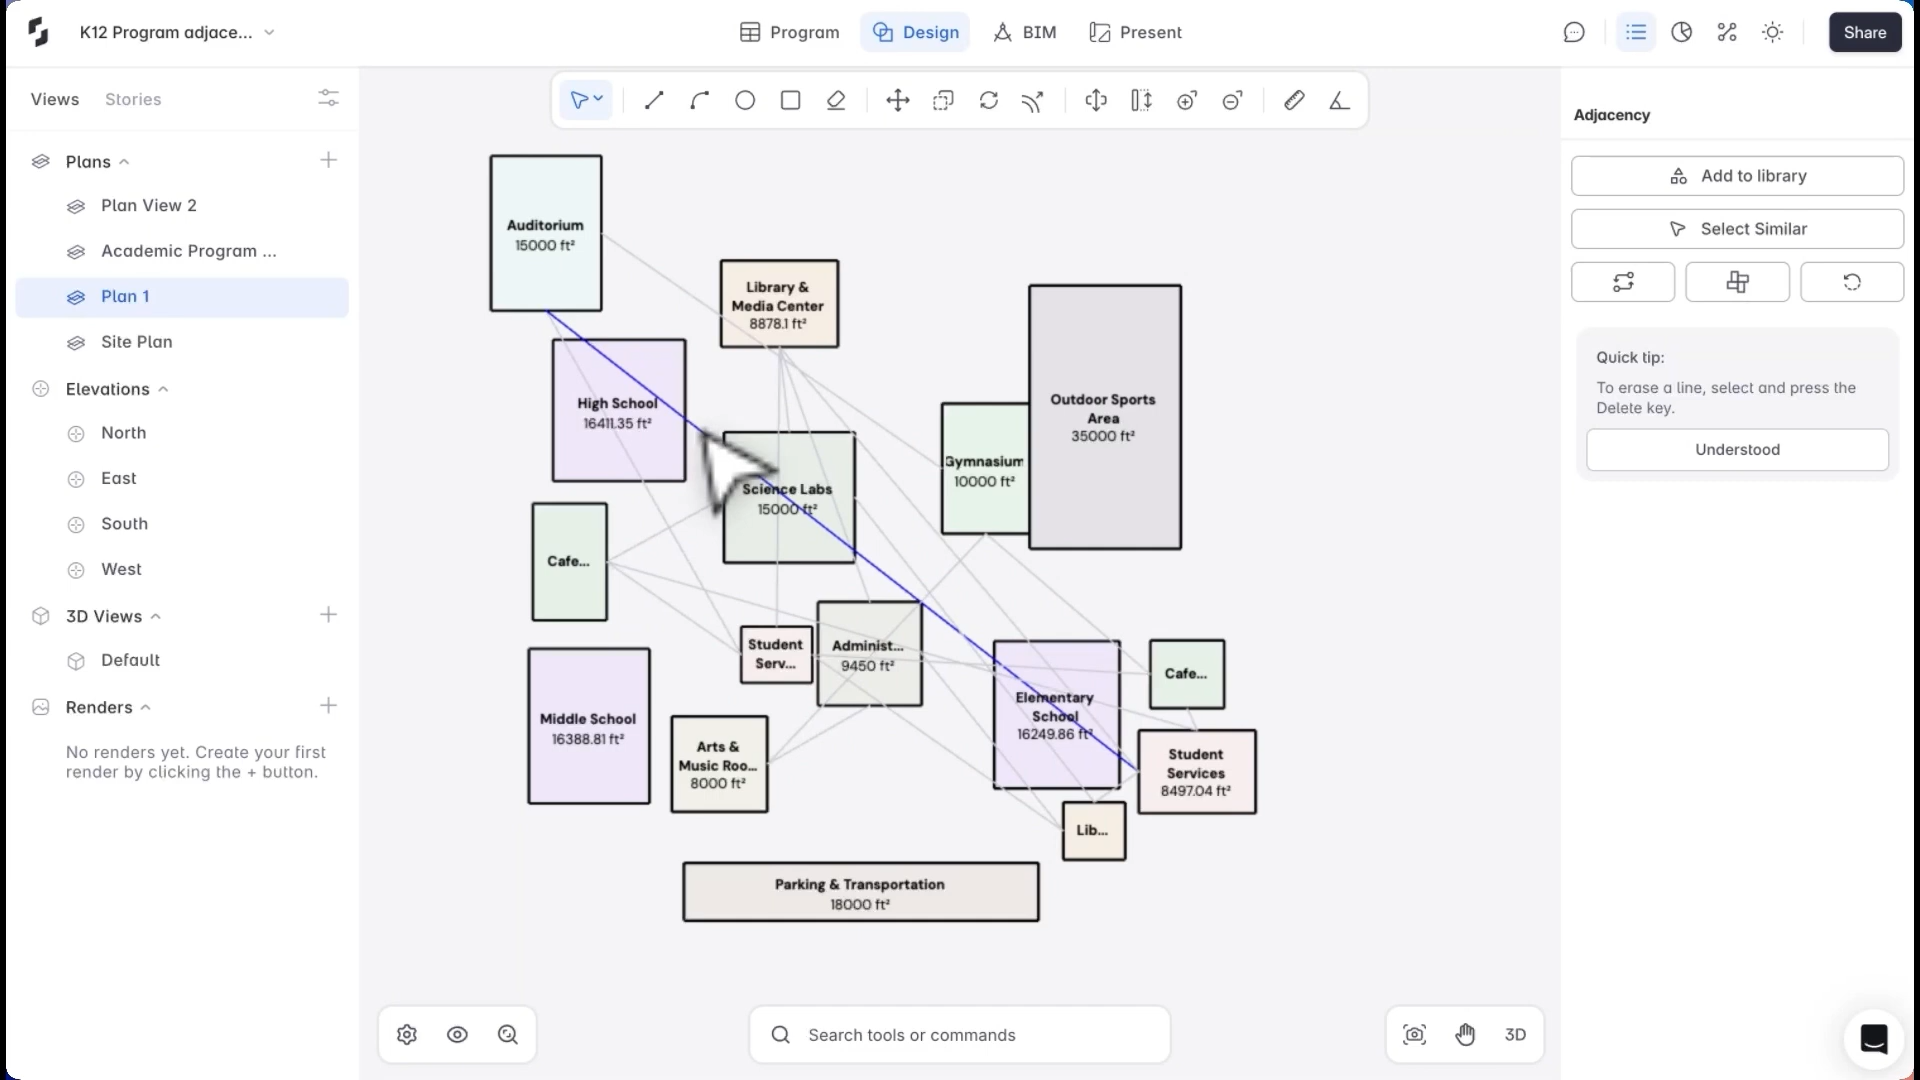 K12 Program adjace...
Program
Design
BIM
Present
Share
Views
Stories
Plans
Plan View 2
Academic Program ...
Plan 1
Site Plan
Elevations
North
East
South
West
3D Views
Default
Renders
No renders yet. Create your first
render by clicking the + button.
Auditorium
15000 ft²
Library &
Media Center
8878.1 ft²
High School
16411.35 ft²
Outdoor Sports
Area
35000 ft²
Gymnasium
10000 ft²
Science Labs
15000 ft²
Cafe...
Student
Serv...
Administ...
9450 ft²
Elementary
School
16249.86 ft²
Cafe...
Middle School
16388.81 ft²
Arts &
Music Roo...
8000 ft²
Student
Services
8497.04 ft²
Lib...
Parking & Transportation
18000 ft²
Search tools or commands
3D
Adjacency
Add to library
Select Similar
Quick tip:
To erase a line, select and press the
Delete key.
Understood